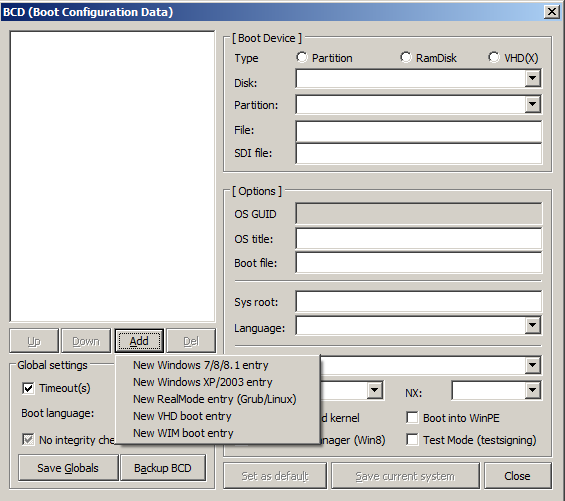 BCD (Boot Configuration Data)
[ Boot Device ]
Type Partition RamDisk VHD(X)
Disk:
Partition:
File:
SDI file:
[ Options ]
OS GUID
OS title:
Boot file:
Sys root:
Language:
Up Down Add Del
Global settings
Timeout(s)
Boot language:
No integrity che
Save Globals Backup BCD
New Windows 7/8/8.1 entry
New Windows XP/2003 entry
New RealMode entry (Grub/Linux)
New VHD boot entry
New WIM boot entry
NX:
d kernel Boot into WinPE
anager (Win8) Test Mode (testsigning)
Set as default Save current system Close